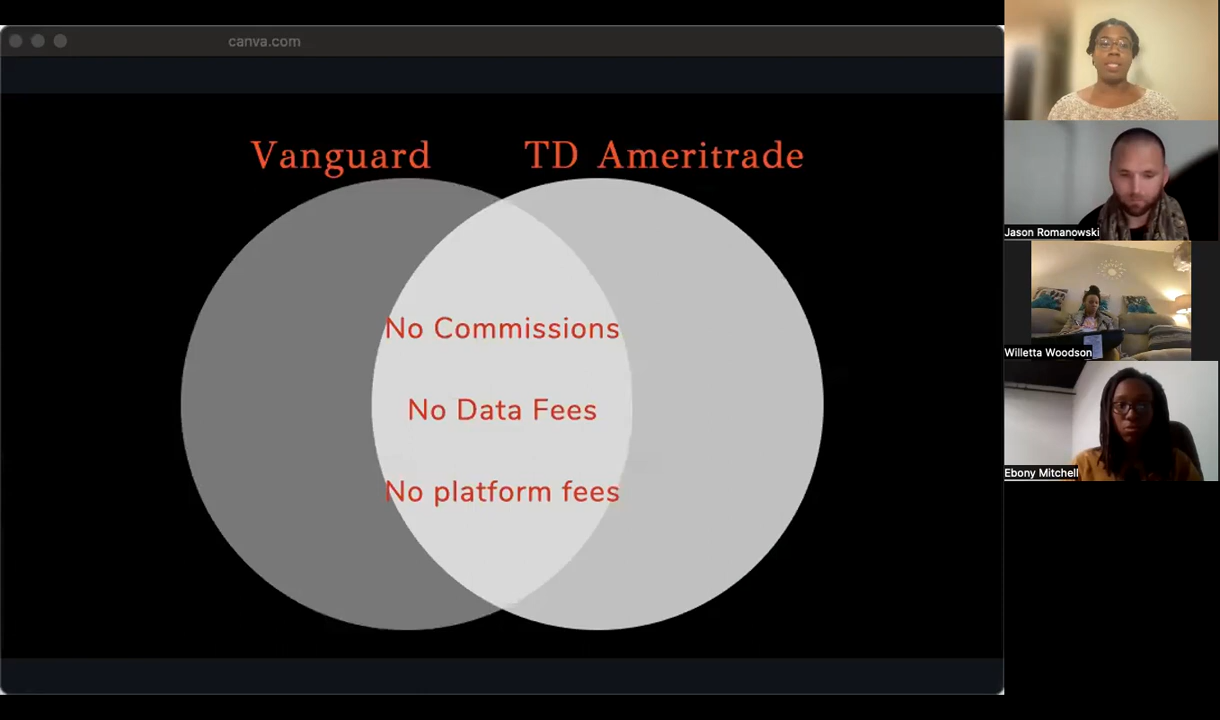 canva.com
Vanguard TD Ameritrade
No Commissions
No Data Fees
No platform fees
Jason Romanowski
Willetta Woodson
Ebony Mitchell